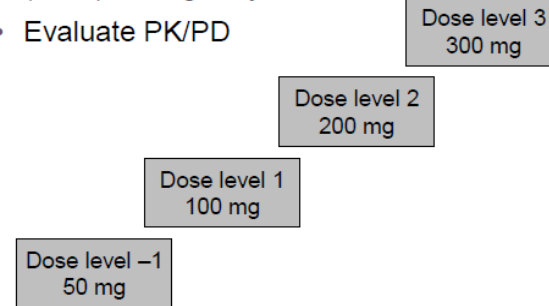 • Evaluate PK/PD
Dose level 3
300 mg
Dose level 2
200 mg
Dose level 1
100 mg
Dose level –1
50 mg